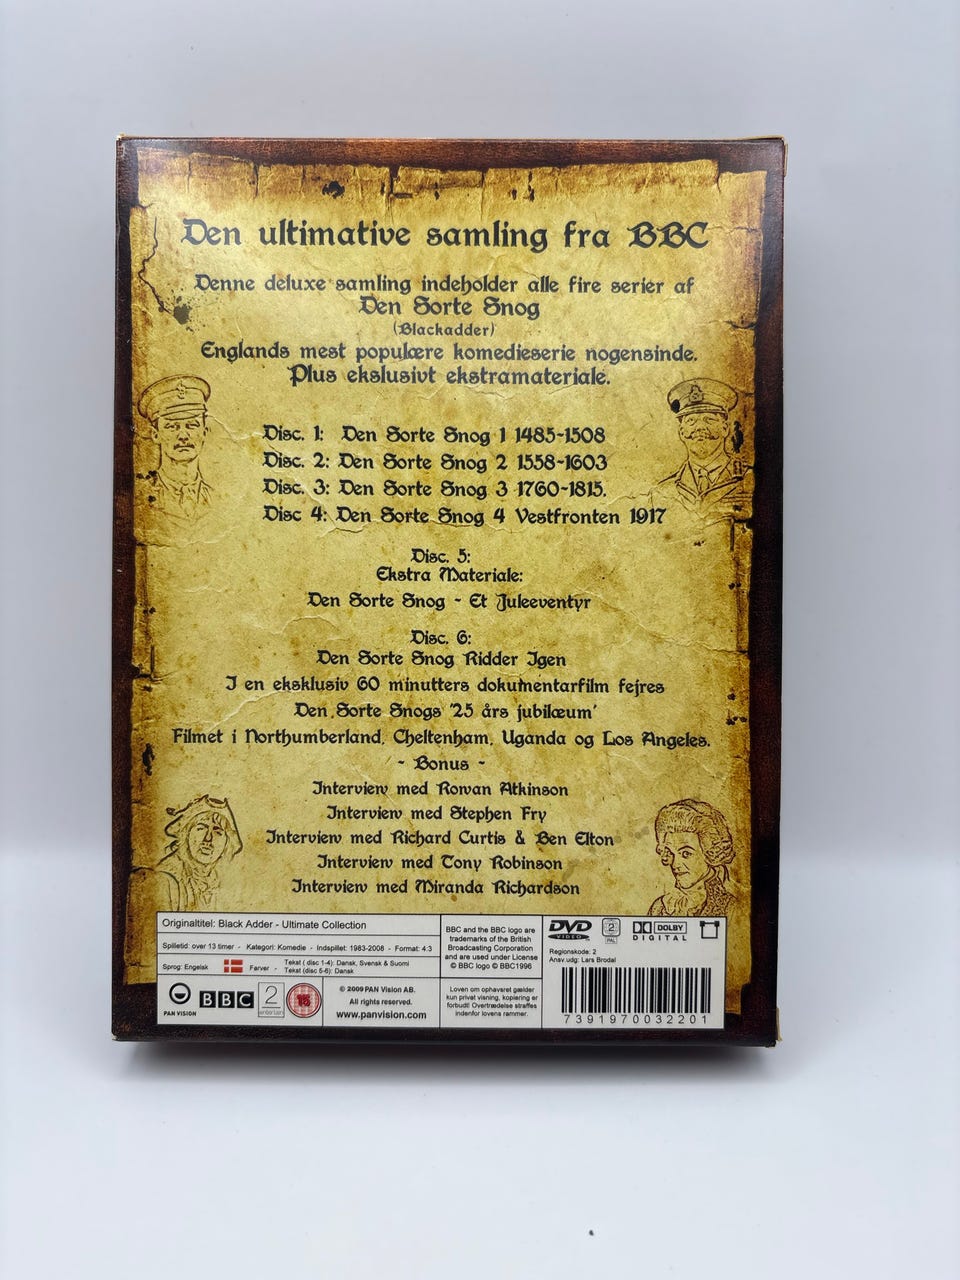 Den ultimative samling fra BBC
Denne deluxe samling indeholder alle fire serier af
Den Sorte Snog
(Blackadder)
Englands mest populære komedieserie nogensinde.
Plus ekslusivt ekstramateriale.
Disc. 1: Den Sorte Snog 1 1485-1508
Disc. 2: Den Sorte Snog 2 1558-1603
Disc. 3: Den Sorte Snog 3 1760-1815.
Disc 4: Den Sorte Snog 4 Vestfronten 1917
Disc. 5:
Ekstra Materiale:
Den Sorte Snog - Et Juleeventyr
Disc. 6:
Den Sorte Snog Ridder Igen
I en eksklusiv 60 minutters dokumentarfilm fejres
Den Sorte Snogs '25 års jubilæum'
Filmet i Northumberland, Cheltenham, Uganda og Los Angeles.
- Bonus -
Interview med Rowan Atkinson
Interview med Stephen Fry
Interview med Richard Curtis & Ben Elton
Interview med Tony Robinson
Interview med Miranda Richardson
Originaltitel: Black Adder - Ultimate Collection
Spilletid: over 13 timer - Kategori: Komedie - Indspillet: 1983-2008 - Format: 4:3
Sprog: Engelsk
Farver -
Tekst ( disc 1-4): Dansk, Svensk & Suomi
Tekst (disc 5-6): Dansk
PAN VISION
BBC
2
entertain
15
© 2009 PAN Vision AB.
All rights reserved.
www.panvision.com
BBC and the BBC logo are
trademarks of the British
Broadcasting Corporation
and are used under License
© BBC logo © BBC1996
Loven om ophavsret gælder
kun privat visning, kopiering er
forbudt! Overtrædelse straffes
indenfor lovens rammer.
DVD
VIDEO
2
PAL
DOLBY
DIGITAL
Regionskode: 2
Ansv.udg: Lars Brodal
7391970032201